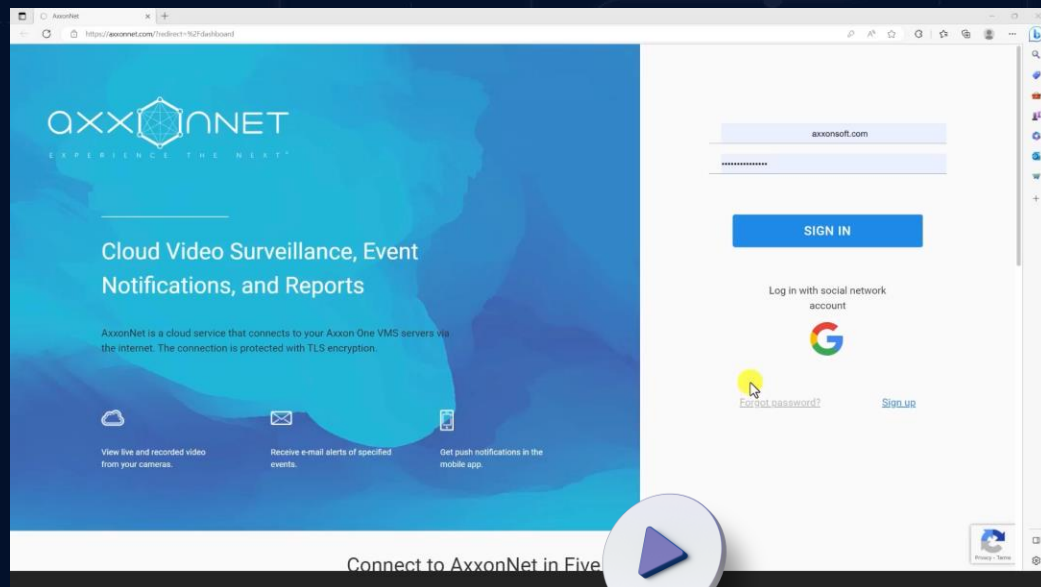 AxxonNet
https://axxonnet.com/?redirect=%2Fdashboard
AXXONNET
EXPERIENCE THE NEXT
Cloud Video Surveillance, Event
Notifications, and Reports
AxxonNet is a cloud service that connects to your Axxon One VMS servers via
the internet. The connection is protected with TLS encryption.
View live and recorded video
from your cameras.
Receive e-mail alerts of specified
events.
Get push notifications in the
mobile app.
axxonsoft.com
••••••••••••••
SIGN IN
Log in with social network
account
Forgot password?
Sign up
Privacy - Terms
Connect to AxxonNet in Five